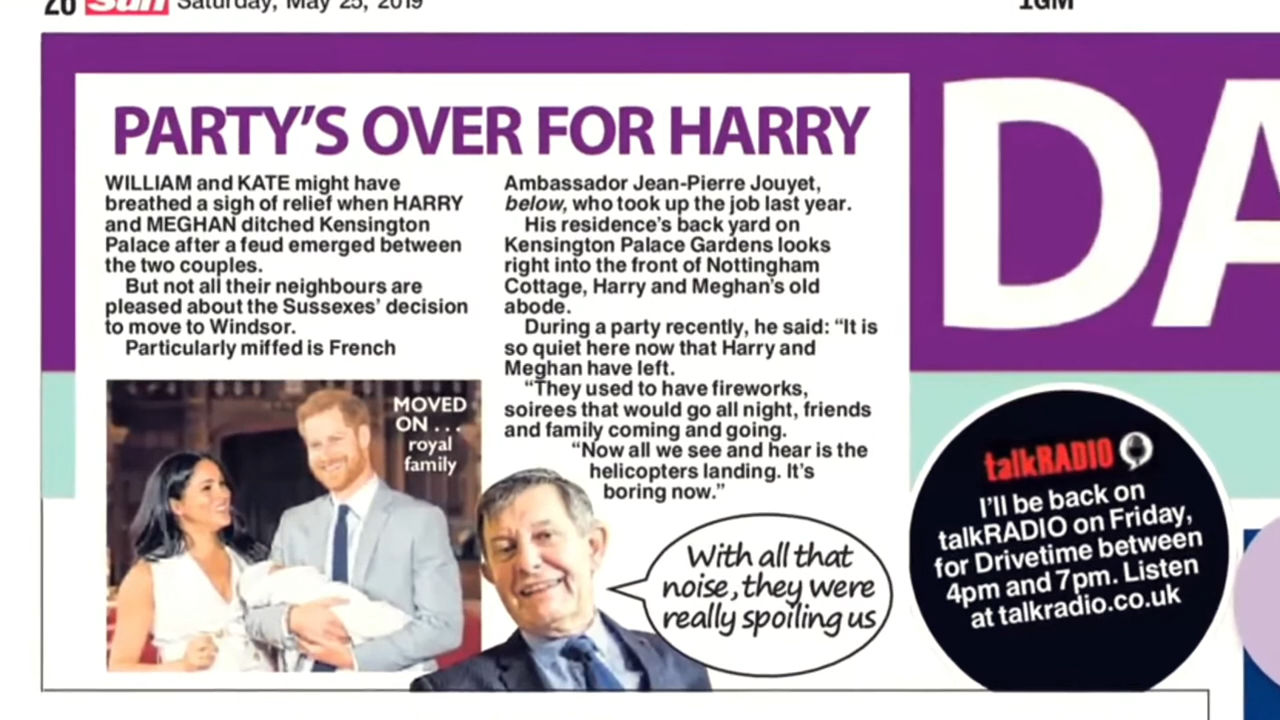 26 Sun Saturday, May 25, 2019
1GM
PARTY'S OVER FOR HARRY
WILLIAM and KATE might have
breathed a sigh of relief when HARRY
and MEGHAN ditched Kensington
Palace after a feud emerged between
the two couples.
But not all their neighbours are
pleased about the Sussexes' decision
to move to Windsor.
Particularly miffed is French
Ambassador Jean-Pierre Jouyet,
below, who took up the job last year.
His residence's back yard on
Kensington Palace Gardens looks
right into the front of Nottingham
Cottage, Harry and Meghan's old
abode.
During a party recently, he said: "It is
so quiet here now that Harry and
Meghan have left.
"They used to have fireworks,
soirees that would go all night, friends
and family coming and going.
"Now all we see and hear is the
helicopters landing. It's
boring now."
MOVED
ON . . .
royal
family
With all that
noise, they were
really spoiling us
DA
talkRADIO
I'll be back on
talkRADIO on Friday,
for Drivetime between
4pm and 7pm. Listen
at talkradio.co.uk